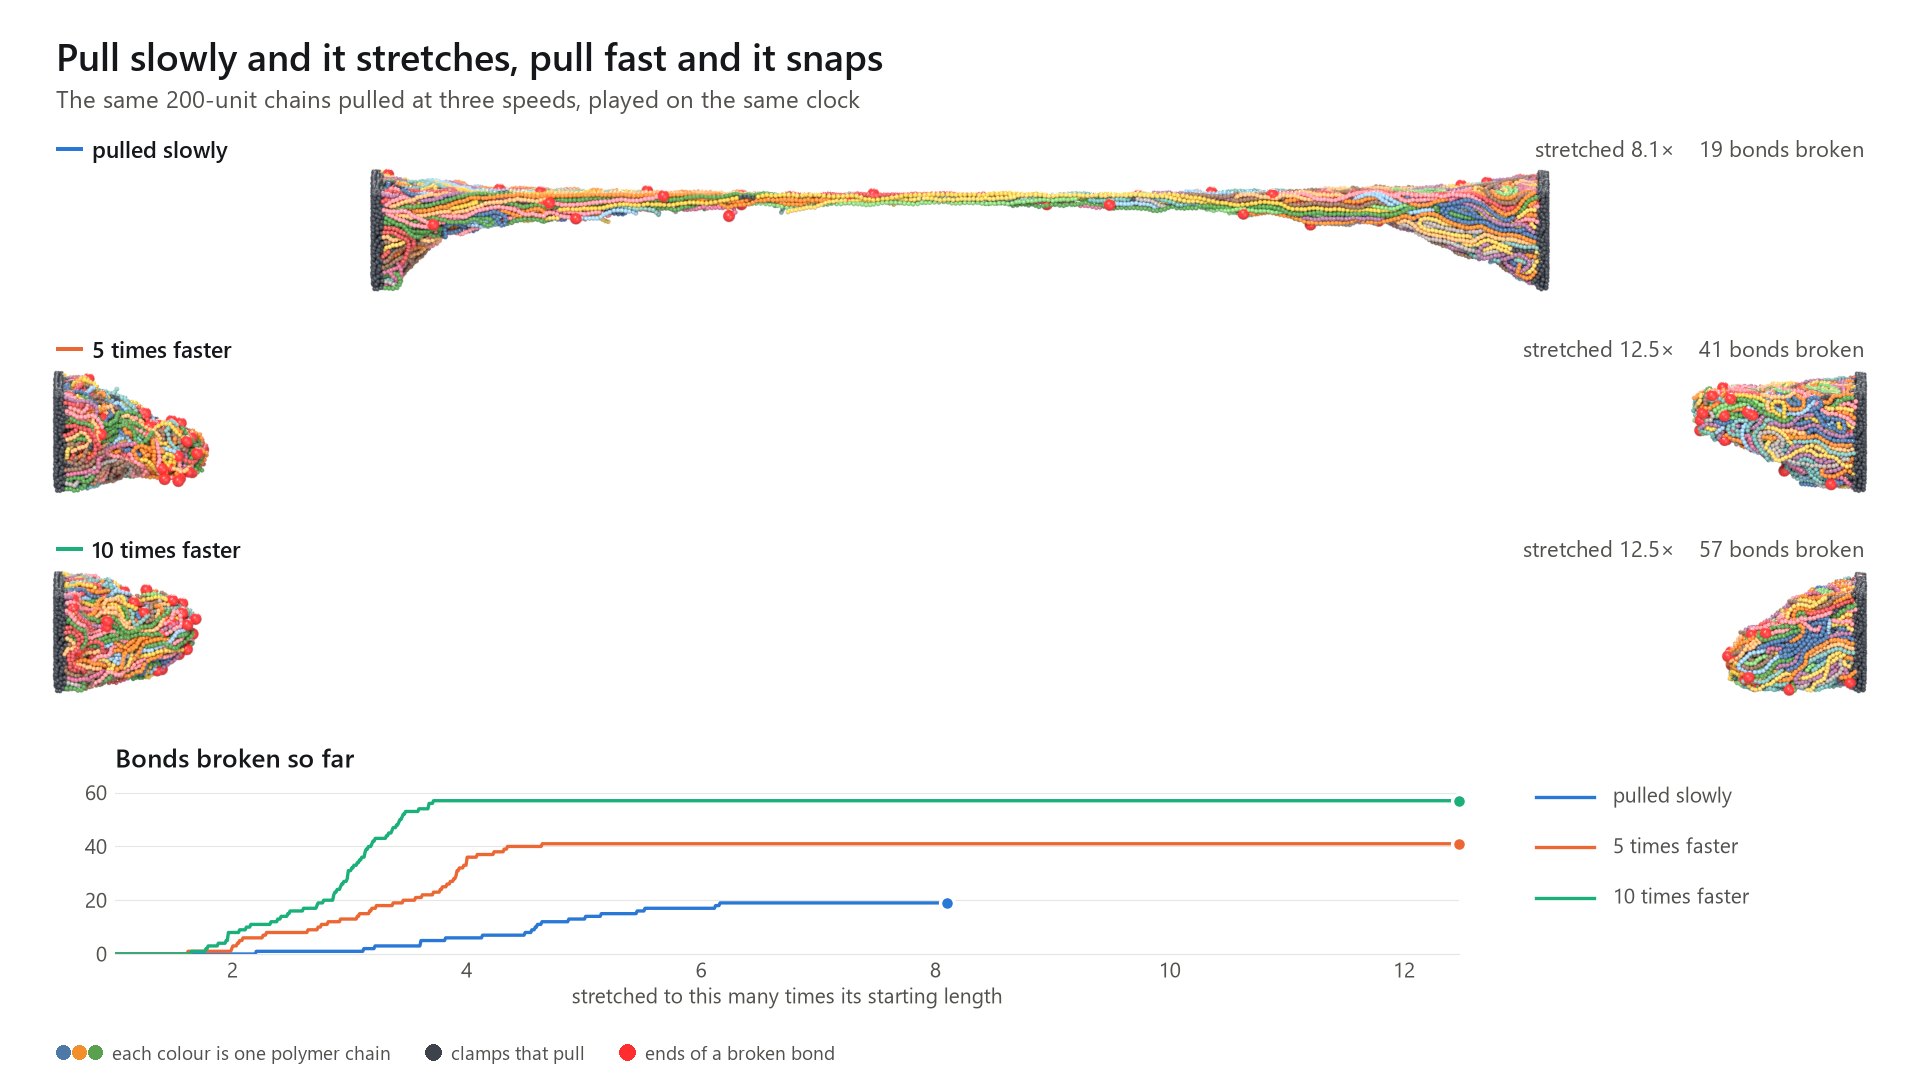 Pull slowly and it stretches, pull fast and it snaps
The same 200-unit chains pulled at three speeds, played on the same clock
pulled slowly
stretched 8.1× 19 bonds broken
5 times faster
stretched 12.5× 41 bonds broken
10 times faster
stretched 12.5× 57 bonds broken
Bonds broken so far
60
40
20
0
2 4 6 8 10 12
stretched to this many times its starting length
pulled slowly
5 times faster
10 times faster
each colour is one polymer chain clamps that pull ends of a broken bond